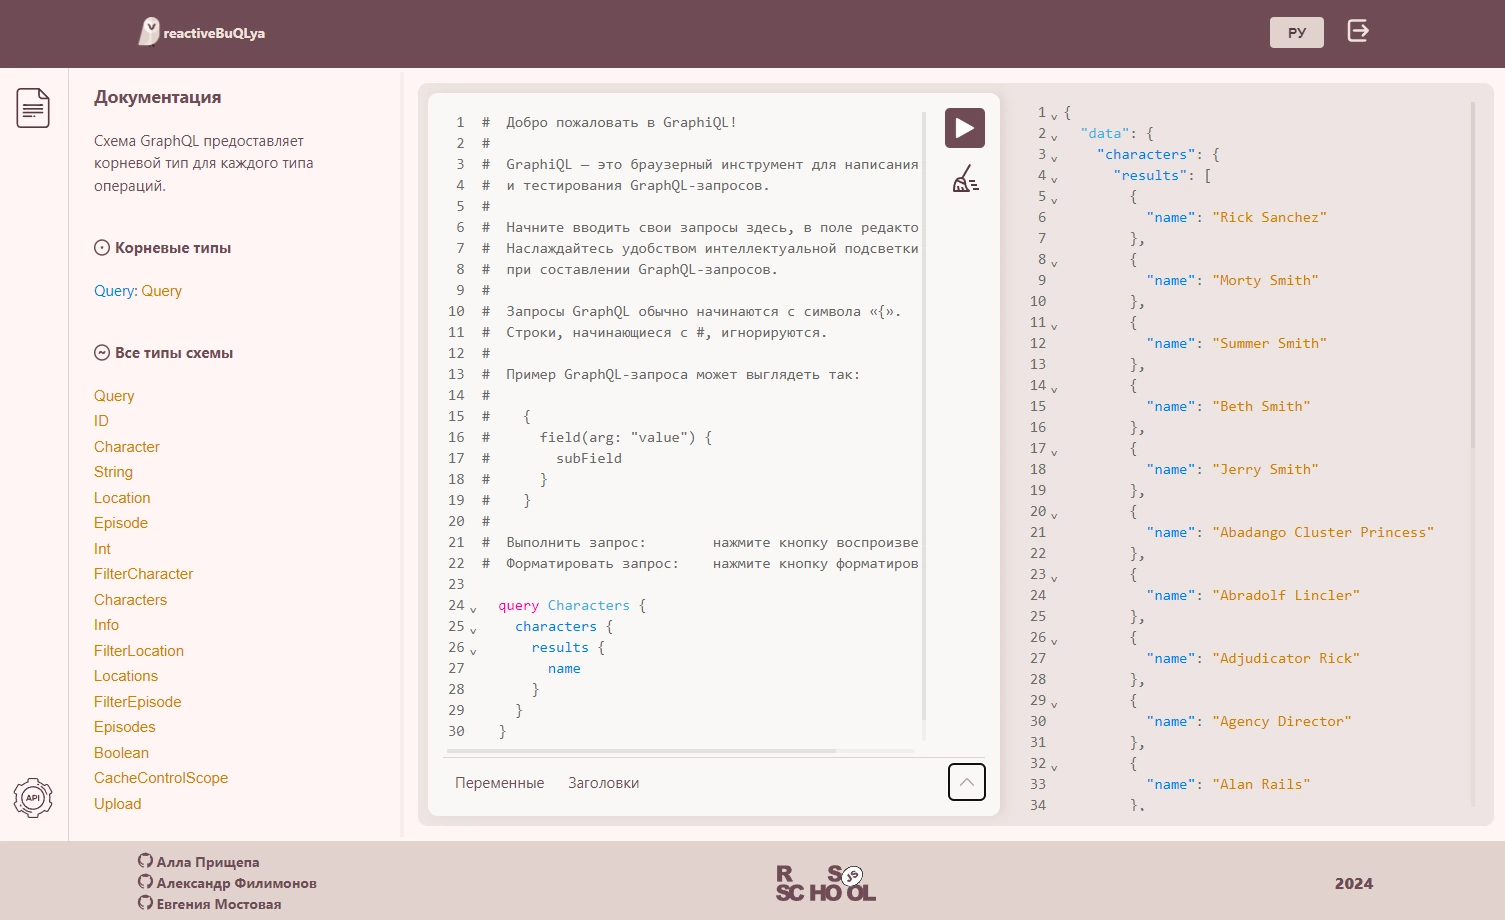 reactiveBuQLya
РУ
Документация
Схема GraphQL предоставляет
корневой тип для каждого типа
операций.
Корневые типы
Query: Query
Все типы схемы
Query
ID
Character
String
Location
Episode
Int
FilterCharacter
Characters
Info
FilterLocation
Locations
FilterEpisode
Episodes
Boolean
CacheControlScope
Upload
API
1 # Добро пожаловать в GraphiQL!
2 #
3 # GraphiQL — это браузерный инструмент для написания
4 # и тестирования GraphQL-запросов.
5 #
6 # Начните вводить свои запросы здесь, в поле редакто
7 # Наслаждайтесь удобством интеллектуальной подсветки
8 # при составлении GraphQL-запросов.
9 #
10 # Запросы GraphQL обычно начинаются с символа «{».
11 # Строки, начинающиеся с #, игнорируются.
12 #
13 # Пример GraphQL-запроса может выглядеть так:
14 #
15 # {
16 # field(arg: "value") {
17 # subField
18 # }
19 # }
20 #
21 # Выполнить запрос: нажмите кнопку воспроизве
22 # Форматировать запрос: нажмите кнопку форматиров
23
24 query Characters {
25 characters {
26 results {
27 name
28 }
29 }
30 }
Переменные Заголовки
1 {
2 "data": {
3 "characters": {
4 "results": [
5 {
6 "name": "Rick Sanchez"
7 },
8 {
9 "name": "Morty Smith"
10 },
11 {
12 "name": "Summer Smith"
13 },
14 {
15 "name": "Beth Smith"
16 },
17 {
18 "name": "Jerry Smith"
19 },
20 {
21 "name": "Abadango Cluster Princess"
22 },
23 {
24 "name": "Abradolf Lincler"
25 },
26 {
27 "name": "Adjudicator Rick"
28 },
29 {
30 "name": "Agency Director"
31 },
32 {
33 "name": "Alan Rails"
34 },
Алла Прищепа
Александр Филимонов
Евгения Мостовая
R S JS
SCHOOL
2024